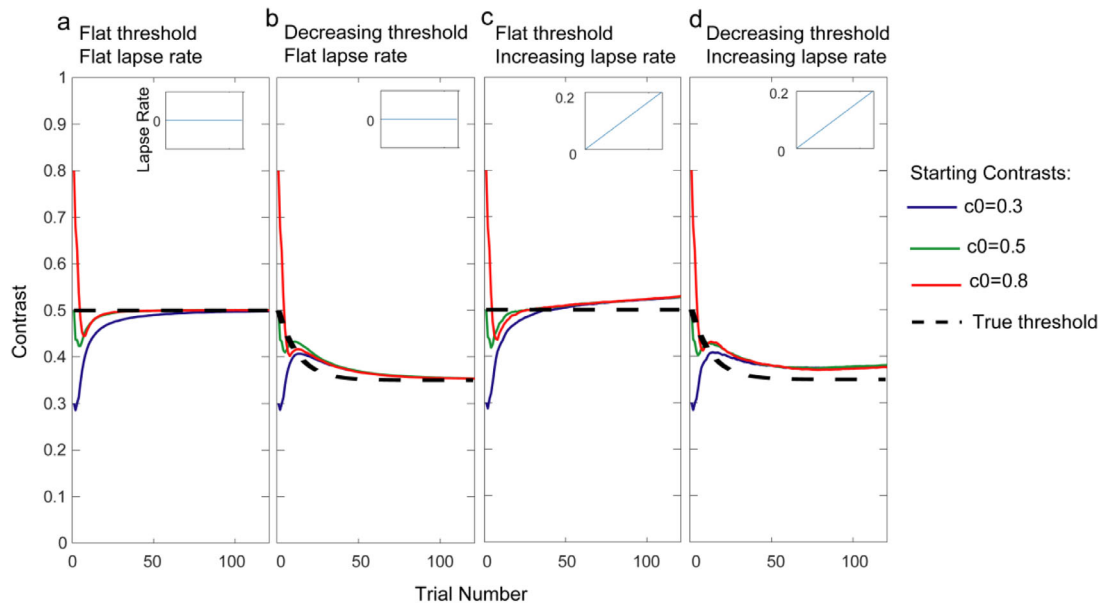 a
Flat threshold
Flat lapse rate
b
Decreasing threshold
Flat lapse rate
c
Flat threshold
Increasing lapse rate
d
Decreasing threshold
Increasing lapse rate
1
0.9
0.8
0.7
0.6
0.5
0.4
0.3
0.2
0.1
0
Contrast
Lapse Rate
0
0
0.2
0
0.2
0
0
50
100
0
50
100
0
50
100
0
50
100
Trial Number
Starting Contrasts:
c0=0.3
c0=0.5
c0=0.8
True threshold